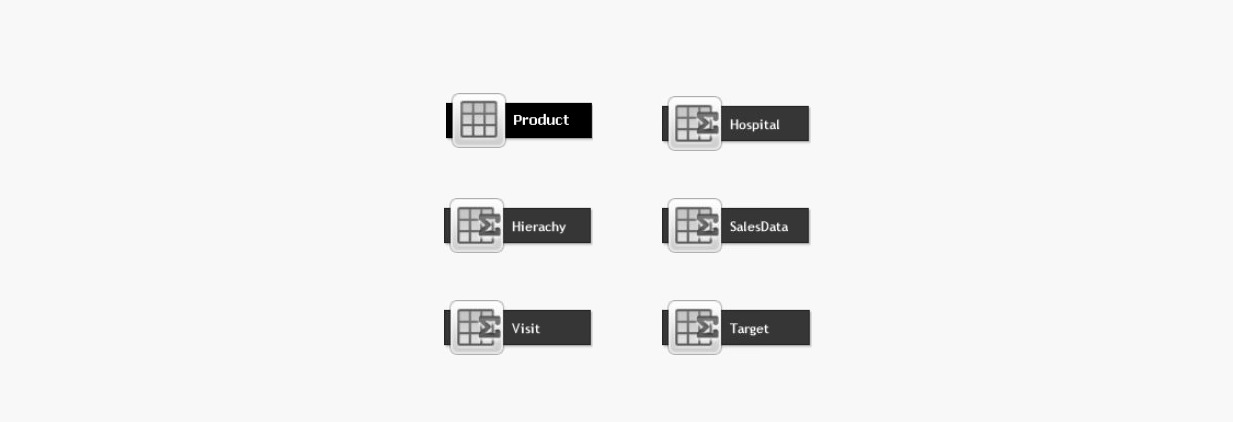 Product
Hospital
Hierachy
SalesData
Visit
Target